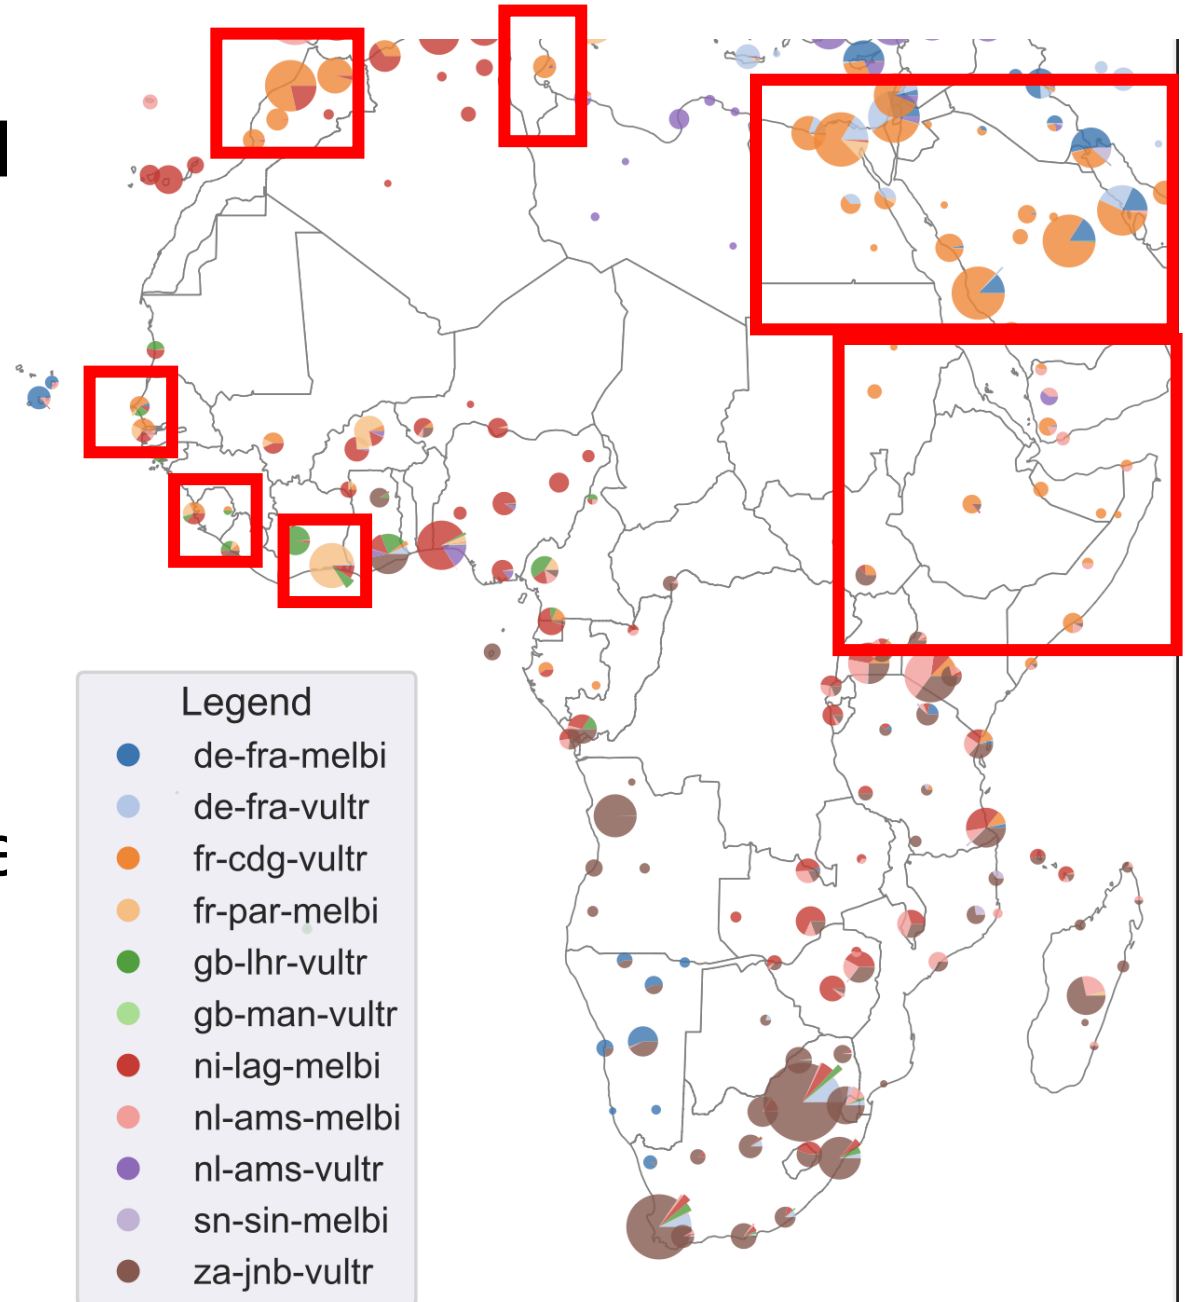 Legend
de-fra-melbi
de-fra-vultr
fr-cdg-vultr
fr-par-melbi
gb-lhr-vultr
gb-man-vultr
ni-lag-melbi
nl-ams-melbi
nl-ams-vultr
sn-sin-melbi
za-jnb-vultr